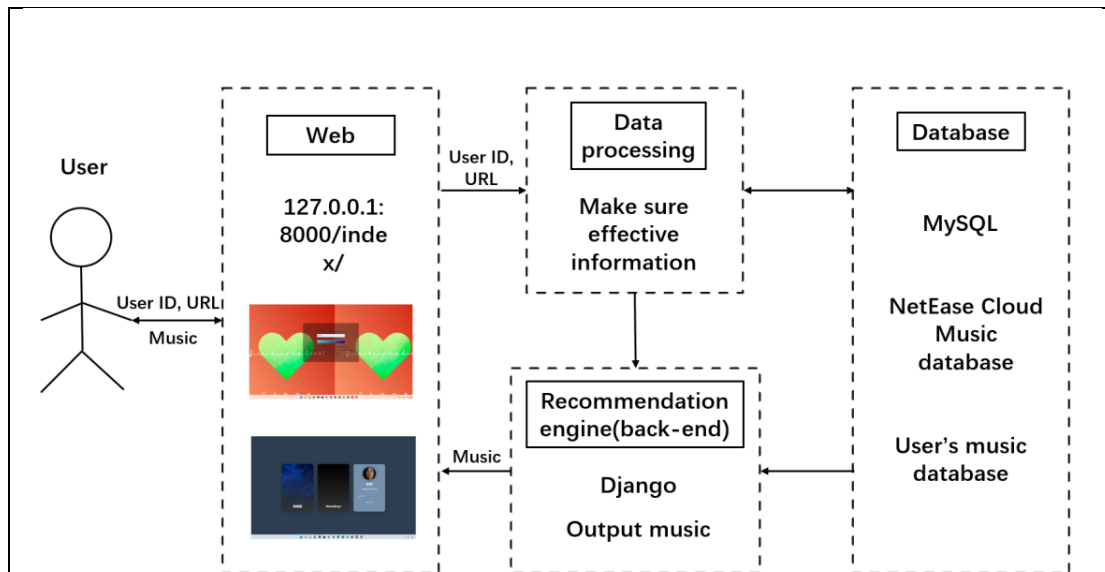 User
User ID, URL
Music
Web
127.0.0.1:
8000/inde
x/
User ID,
URL
Data
processing
Make sure
effective
information
Recommendation
engine(back-end)
Django
Output music
Music
Database
MySQL
NetEase Cloud
Music
database
User's music
database